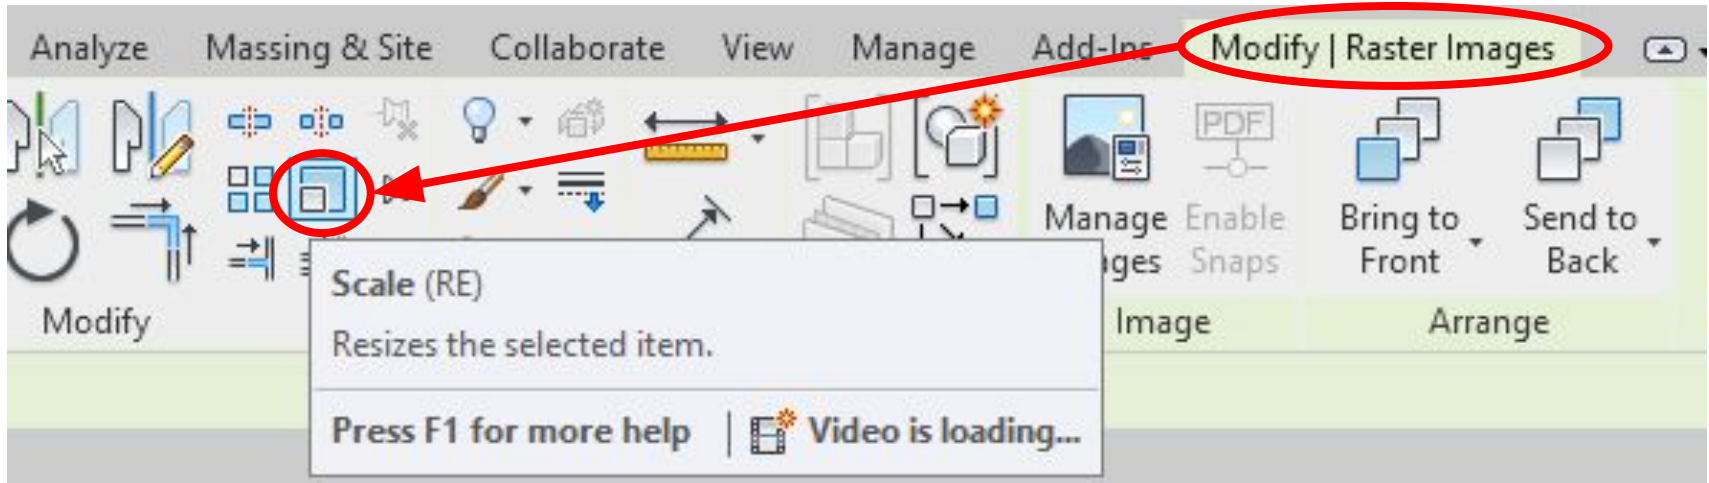 Analyze Massing & Site Collaborate View Manage Add-Ins Modify | Raster Images
PDF
Manage Enable Bring to Send to
ges Snaps Front Back
Modify Image Arrange
Scale (RE)
Resizes the selected item.
Press F1 for more help | Video is loading...